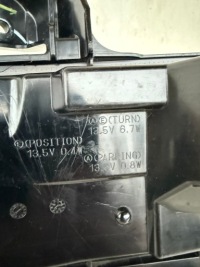 (TURN)
13.5V 6.7W
(POSITION)
13.5V 0.4W
(PARKING)
13.5V 0.8W